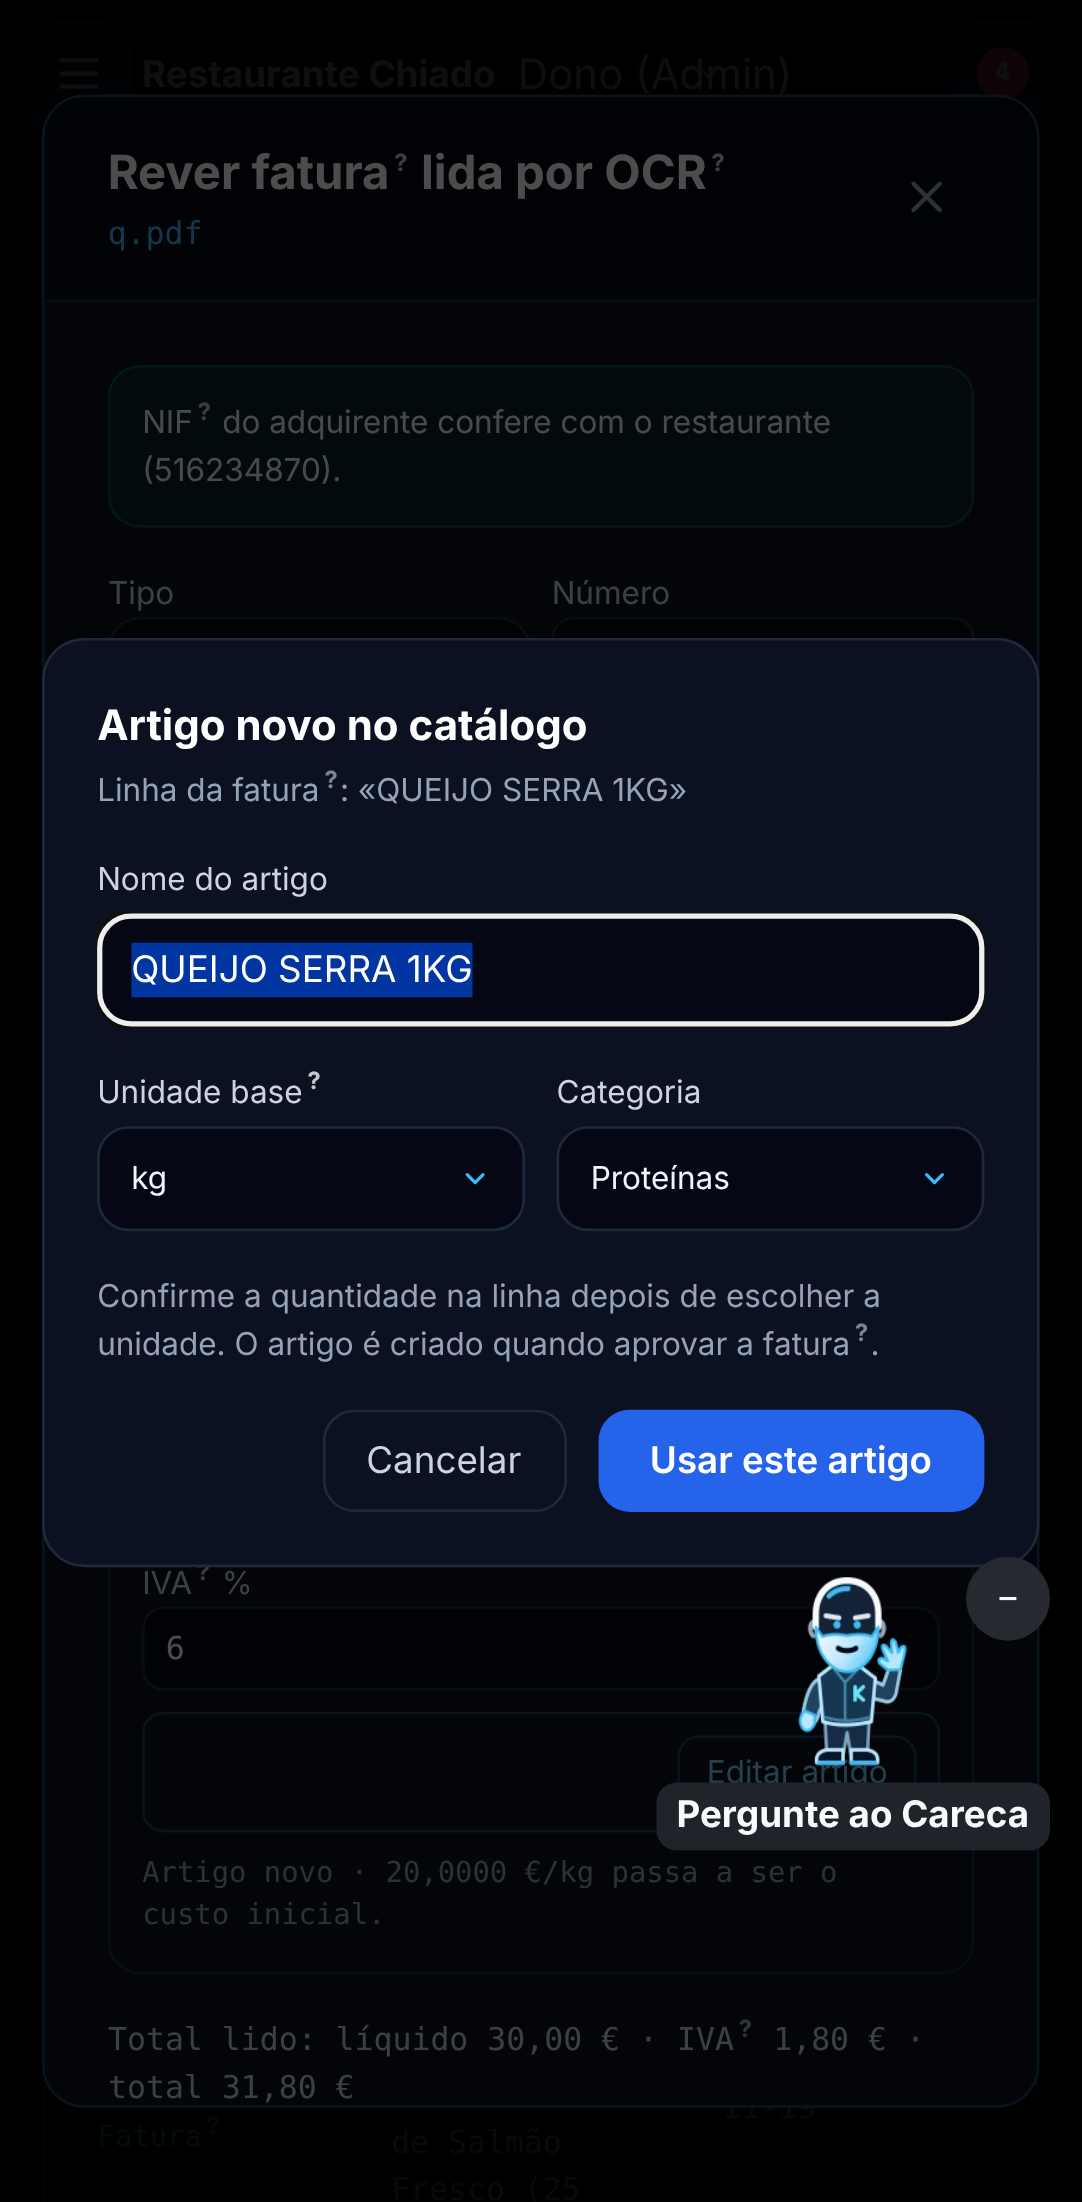 Restaurante Chiado Dono (Admin) 4
Rever fatura? lida por OCR?
q.pdf
NIF? do adquirente confere com o restaurante
(516234870).
Tipo Número
Artigo novo no catálogo
Linha da fatura?: «QUEIJO SERRA 1KG»
Nome do artigo
QUEIJO SERRA 1KG
Unidade base? Categoria
kg Proteínas
Confirme a quantidade na linha depois de escolher a
unidade. O artigo é criado quando aprovar a fatura?.
Cancelar Usar este artigo
IVA? %
6
K
Editar artigo
Pergunte ao Careca
Artigo novo · 20,0000 €/kg passa a ser o
custo inicial.
Total lido: líquido 30,00 € · IVA? 1,80 € ·
total 31,80 €
11-19
Fatura? de Salmão
Fresco (25